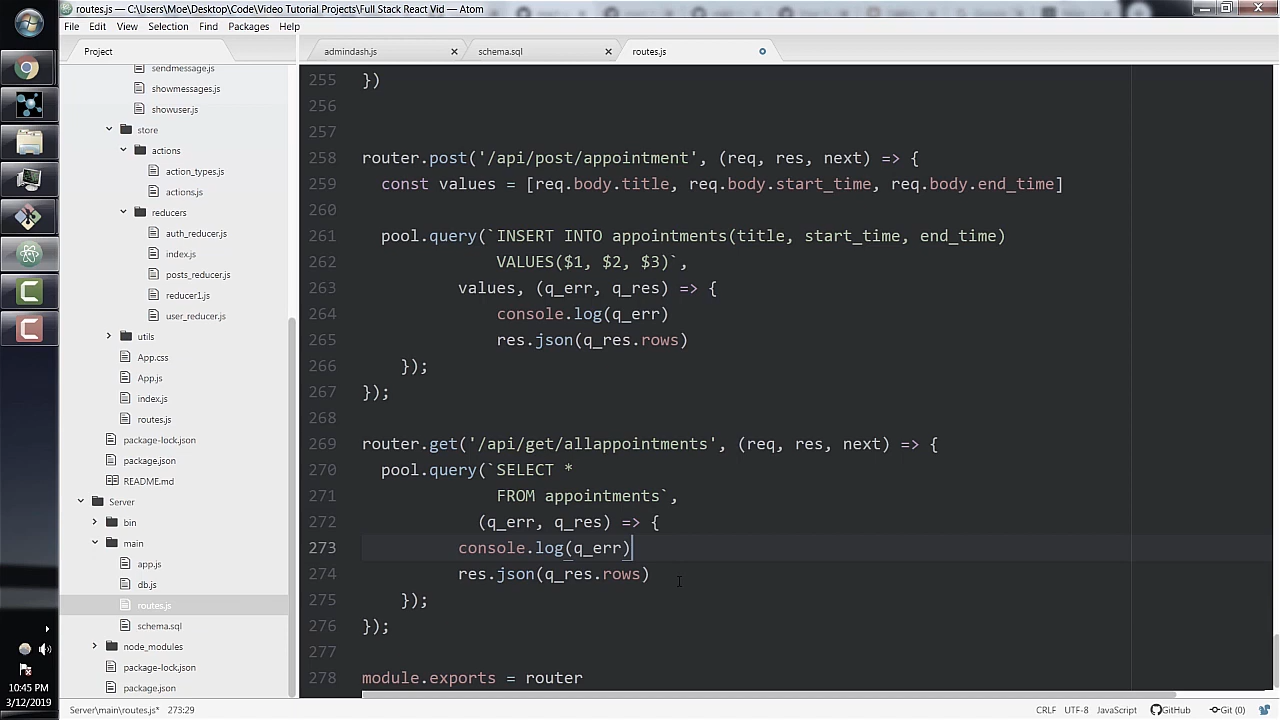 routes.js — C:\Users\Moe\Desktop\Code\Video Tutorial Projects\Full Stack React Vid — Atom
File Edit View Selection Find Packages Help
Project
admindash.js
schema.sql
routes.js
sendmessage.js
showmessages.js
showuser.js
store
actions
action_types.js
actions.js
reducers
auth_reducer.js
index.js
posts_reducer.js
reducer1.js
user_reducer.js
utils
App.css
App.js
index.js
routes.js
package-lock.json
package.json
README.md
Server
bin
main
app.js
db.js
routes.js
schema.sql
node_modules
package-lock.json
package.json
255 })
256
257
258 router.post('/api/post/appointment', (req, res, next) => {
259 const values = [req.body.title, req.body.start_time, req.body.end_time]
260
261 pool.query(`INSERT INTO appointments(title, start_time, end_time)
262 VALUES($1, $2, $3)`,
263 values, (q_err, q_res) => {
264 console.log(q_err)
265 res.json(q_res.rows)
266 });
267 });
268
269 router.get('/api/get/allappointments', (req, res, next) => {
270 pool.query(`SELECT *
271 FROM appointments`,
272 (q_err, q_res) => {
273 console.log(q_err)
274 res.json(q_res.rows)
275 });
276 });
277
278 module.exports = router
10:45 PM
3/12/2019
Server\main\routes.js* 273:29
CRLF UTF-8 JavaScript GitHub Git (0)